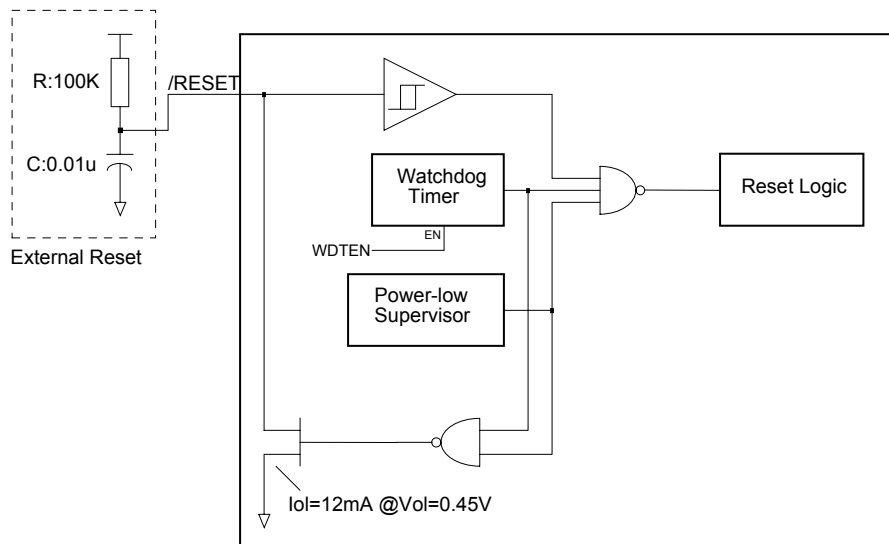 R:100K
/RESET
C:0.01u
External Reset
Watchdog
Timer
EN
WDTEN
Reset Logic
Power-low
Supervisor
Iol=12mA @Vol=0.45V